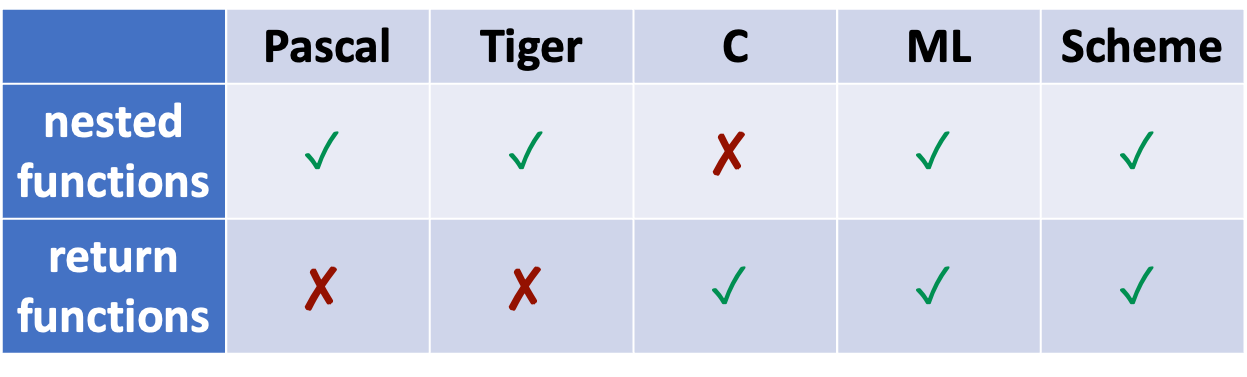 Pascal Tiger C ML Scheme
nested
functions ✓ ✓ ✗ ✓ ✓
return
functions ✗ ✗ ✓ ✓ ✓